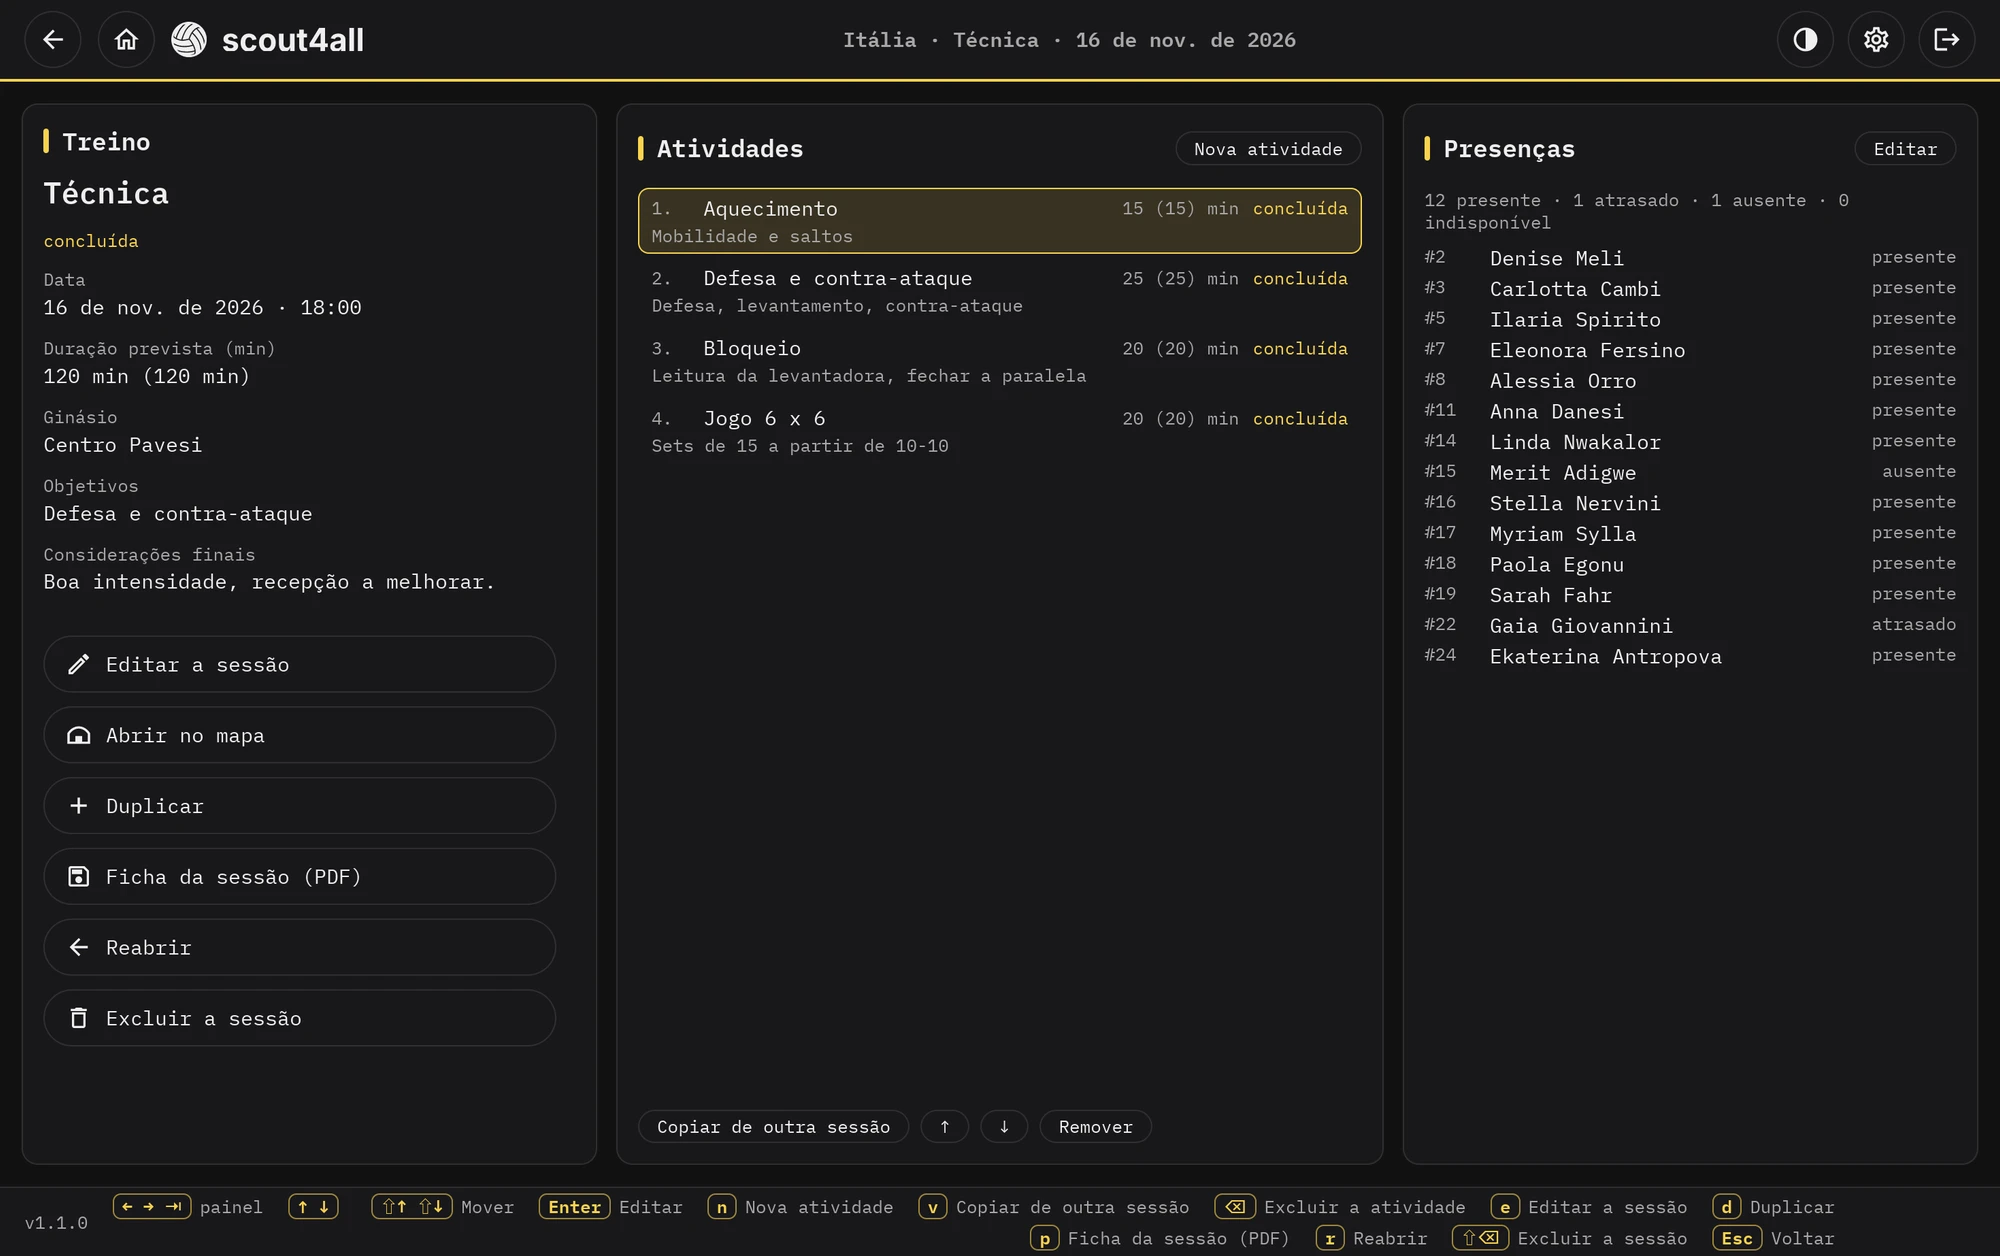 scout4all
Itália · Técnica · 16 de nov. de 2026
Treino
Técnica
concluída
Data
16 de nov. de 2026 · 18:00
Duração prevista (min)
120 min (120 min)
Ginásio
Centro Pavesi
Objetivos
Defesa e contra-ataque
Considerações finais
Boa intensidade, recepção a melhorar.
Editar a sessão
Abrir no mapa
Duplicar
Ficha da sessão (PDF)
Reabrir
Excluir a sessão
Atividades
Nova atividade
1. Aquecimento 15 (15) min concluída
Mobilidade e saltos
2. Defesa e contra-ataque 25 (25) min concluída
Defesa, levantamento, contra-ataque
3. Bloqueio 20 (20) min concluída
Leitura da levantadora, fechar a paralela
4. Jogo 6 x 6 20 (20) min concluída
Sets de 15 a partir de 10-10
Copiar de outra sessão ↑ ↓ Remover
Presenças
Editar
12 presente · 1 atrasado · 1 ausente · 0
indisponível
#2 Denise Meli presente
#3 Carlotta Cambi presente
#5 Ilaria Spirito presente
#7 Eleonora Fersino presente
#8 Alessia Orro presente
#11 Anna Danesi presente
#14 Linda Nwakalor presente
#15 Merit Adigwe ausente
#16 Stella Nervini presente
#17 Myriam Sylla presente
#18 Paola Egonu presente
#19 Sarah Fahr presente
#22 Gaia Giovannini atrasado
#24 Ekaterina Antropova presente
v1.1.0
← → ⇥ painel ↑ ↓ ⇧↑ ⇧↓ Mover Enter Editar n Nova atividade v Copiar de outra sessão ⌫ Excluir a atividade e Editar a sessão d Duplicar
p Ficha da sessão (PDF) r Reabrir ⇧⌫ Excluir a sessão Esc Voltar